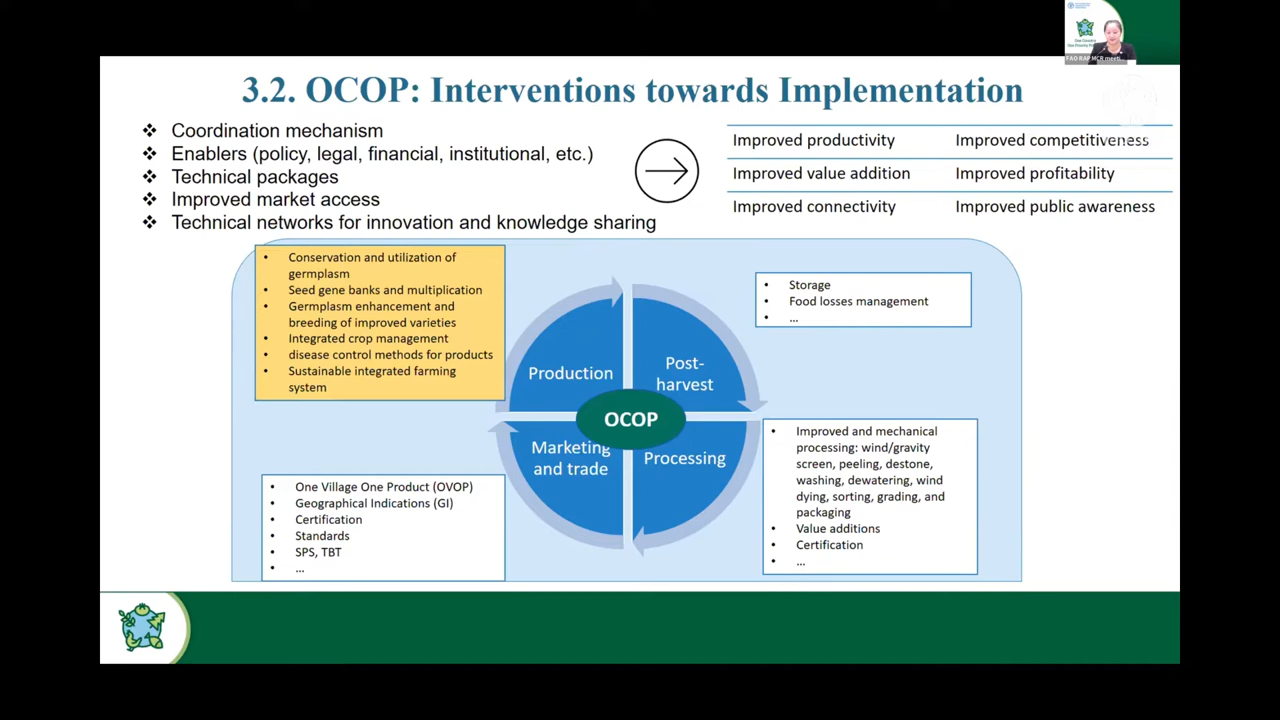 3.2. OCOP: Interventions towards Implementation
Coordination mechanism
Enablers (policy, legal, financial, institutional, etc.)
Technical packages
Improved market access
Technical networks for innovation and knowledge sharing
Improved productivity
Improved competitiveness
Improved value addition
Improved profitability
Improved connectivity
Improved public awareness
Conservation and utilization of
germplasm
Seed gene banks and multiplication
Germplasm enhancement and
breeding of improved varieties
Integrated crop management
disease control methods for products
Sustainable integrated farming
system
Storage
Food losses management
...
Production
Post-
harvest
OCOP
Marketing
and trade
Processing
Improved and mechanical
processing: wind/gravity
screen, peeling, destone,
washing, dewatering, wind
dying, sorting, grading, and
packaging
Value additions
Certification
...
One Village One Product (OVOP)
Geographical Indications (GI)
Certification
Standards
SPS, TBT
...
FAO RAP MCR meeti...